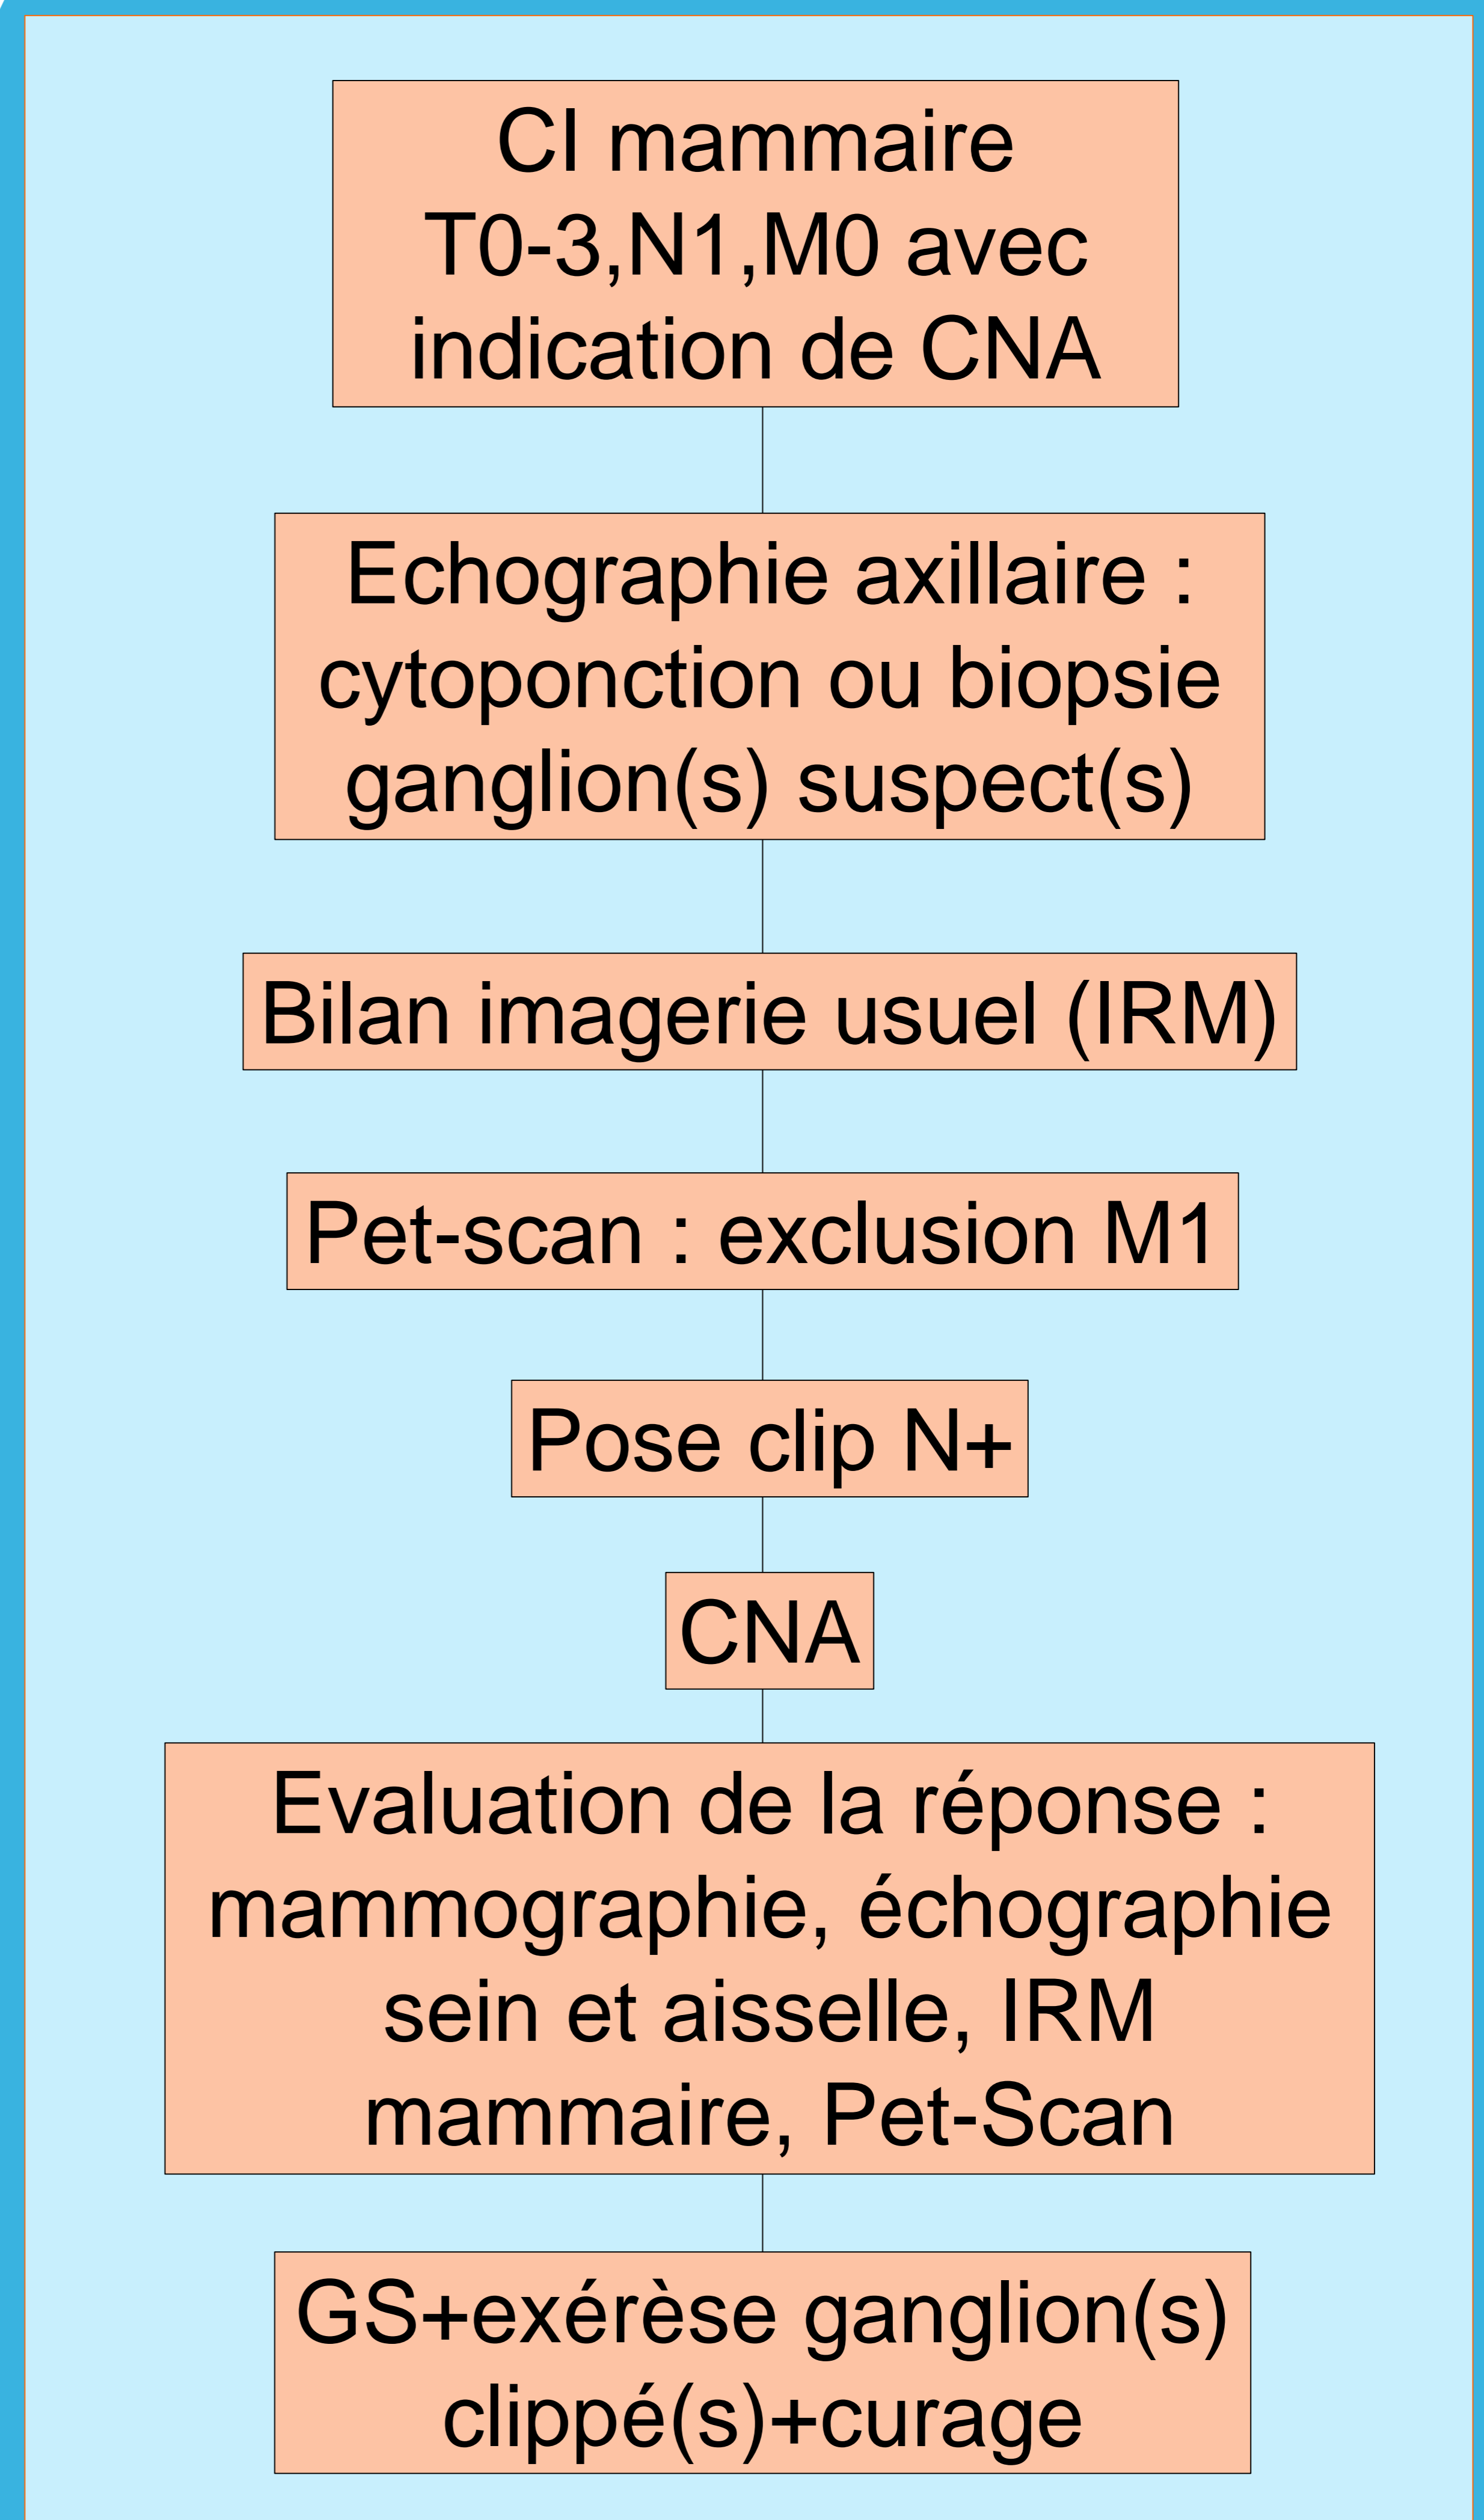 CI mammaire
T0-3,N1,M0 avec
indication de CNA
Echographie axillaire :
cytoponction ou biopsie
ganglion(s) suspect(s)
Bilan imagerie usuel (IRM)
Pet-scan : exclusion M1
Pose clip N+
CNA
Evaluation de la réponse :
mammographie, échographie
sein et aisselle, IRM
mammaire, Pet-Scan
GS+exérèse ganglion(s)
clippé(s)+curage